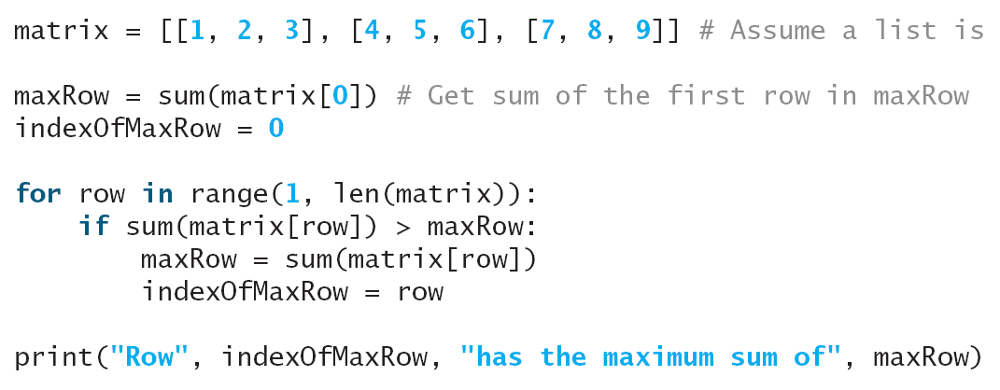 matrix = [[1, 2, 3], [4, 5, 6], [7, 8, 9]] # Assume a list is
maxRow = sum(matrix[0]) # Get sum of the first row in maxRow
indexOfMaxRow = 0
for row in range(1, len(matrix)):
    if sum(matrix[row]) > maxRow:
        maxRow = sum(matrix[row])
        indexOfMaxRow = row
print("Row", indexOfMaxRow, "has the maximum sum of", maxRow)